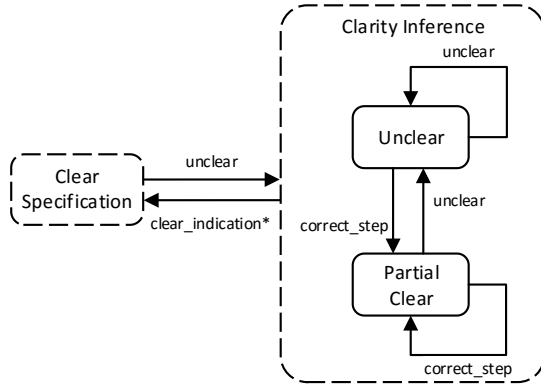 Clarity Inference
unclear
Unclear
unclear
Clear
Specification
unclear
clear_indication*
correct_step
Partial
Clear
correct_step